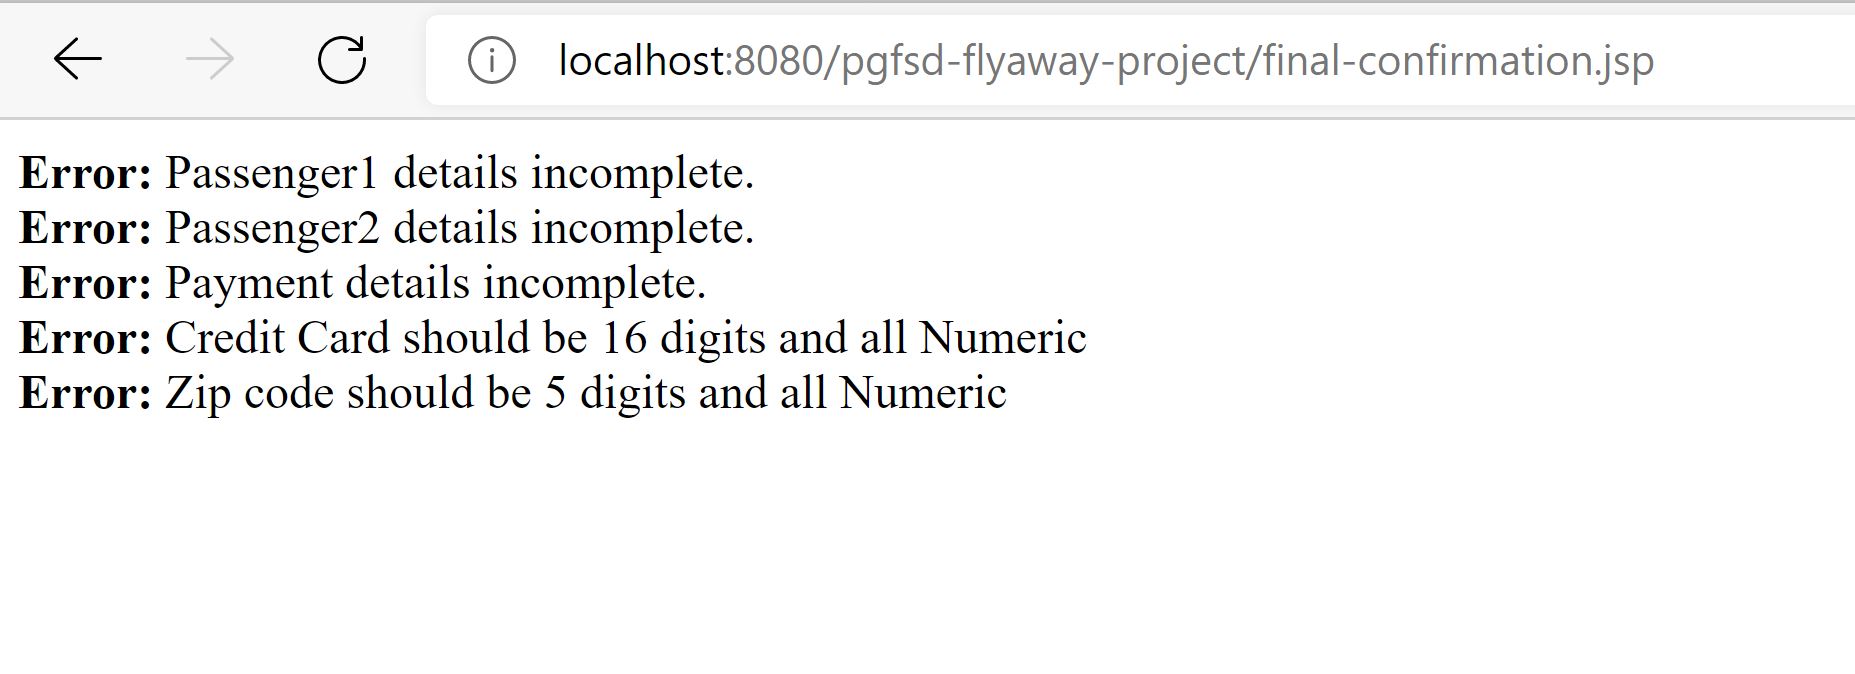 localhost:8080/pgfsd-flyaway-project/final-confirmation.jsp
Error: Passenger1 details incomplete.
Error: Passenger2 details incomplete.
Error: Payment details incomplete.
Error: Credit Card should be 16 digits and all Numeric
Error: Zip code should be 5 digits and all Numeric